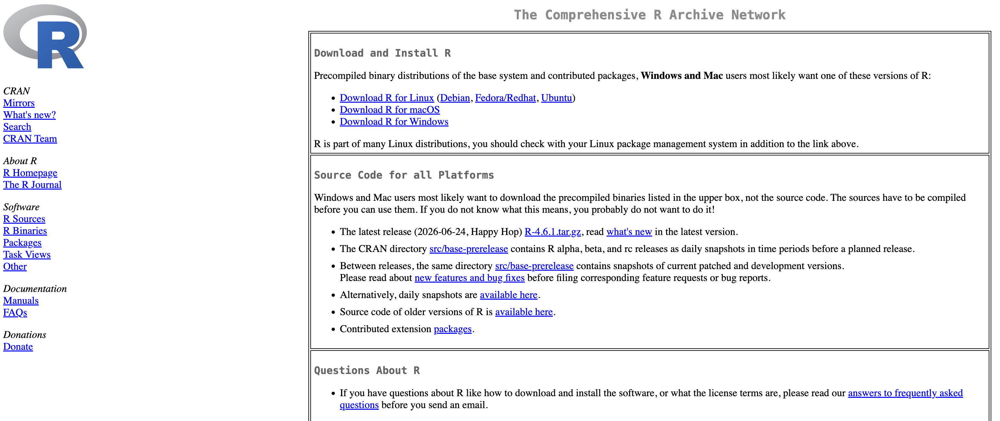 R
CRAN
Mirrors
What's new?
Search
CRAN Team
About R
R Homepage
The R Journal
Software
R Sources
R Binaries
Packages
Task Views
Other
Documentation
Manuals
FAQs
Donations
Donate
The Comprehensive R Archive Network
Download and Install R
Precompiled binary distributions of the base system and contributed packages, Windows and Mac users most likely want one of these versions of R:
• Download R for Linux (Debian, Fedora/Redhat, Ubuntu)
• Download R for macOS
• Download R for Windows
R is part of many Linux distributions, you should check with your Linux package management system in addition to the link above.
Source Code for all Platforms
Windows and Mac users most likely want to download the precompiled binaries listed in the upper box, not the source code. The sources have to be compiled
before you can use them. If you do not know what this means, you probably do not want to do it!
• The latest release (2026-06-24, Happy Hop) R-4.6.1.tar.gz, read what's new in the latest version.
• The CRAN directory src/base-prerelease contains R alpha, beta, and rc releases as daily snapshots in time periods before a planned release.
• Between releases, the same directory src/base-prerelease contains snapshots of current patched and development versions.
Please read about new features and bug fixes before filing corresponding feature requests or bug reports.
• Alternatively, daily snapshots are available here.
• Source code of older versions of R is available here.
• Contributed extension packages.
Questions About R
• If you have questions about R like how to download and install the software, or what the license terms are, please read our answers to frequently asked
questions before you send an email.